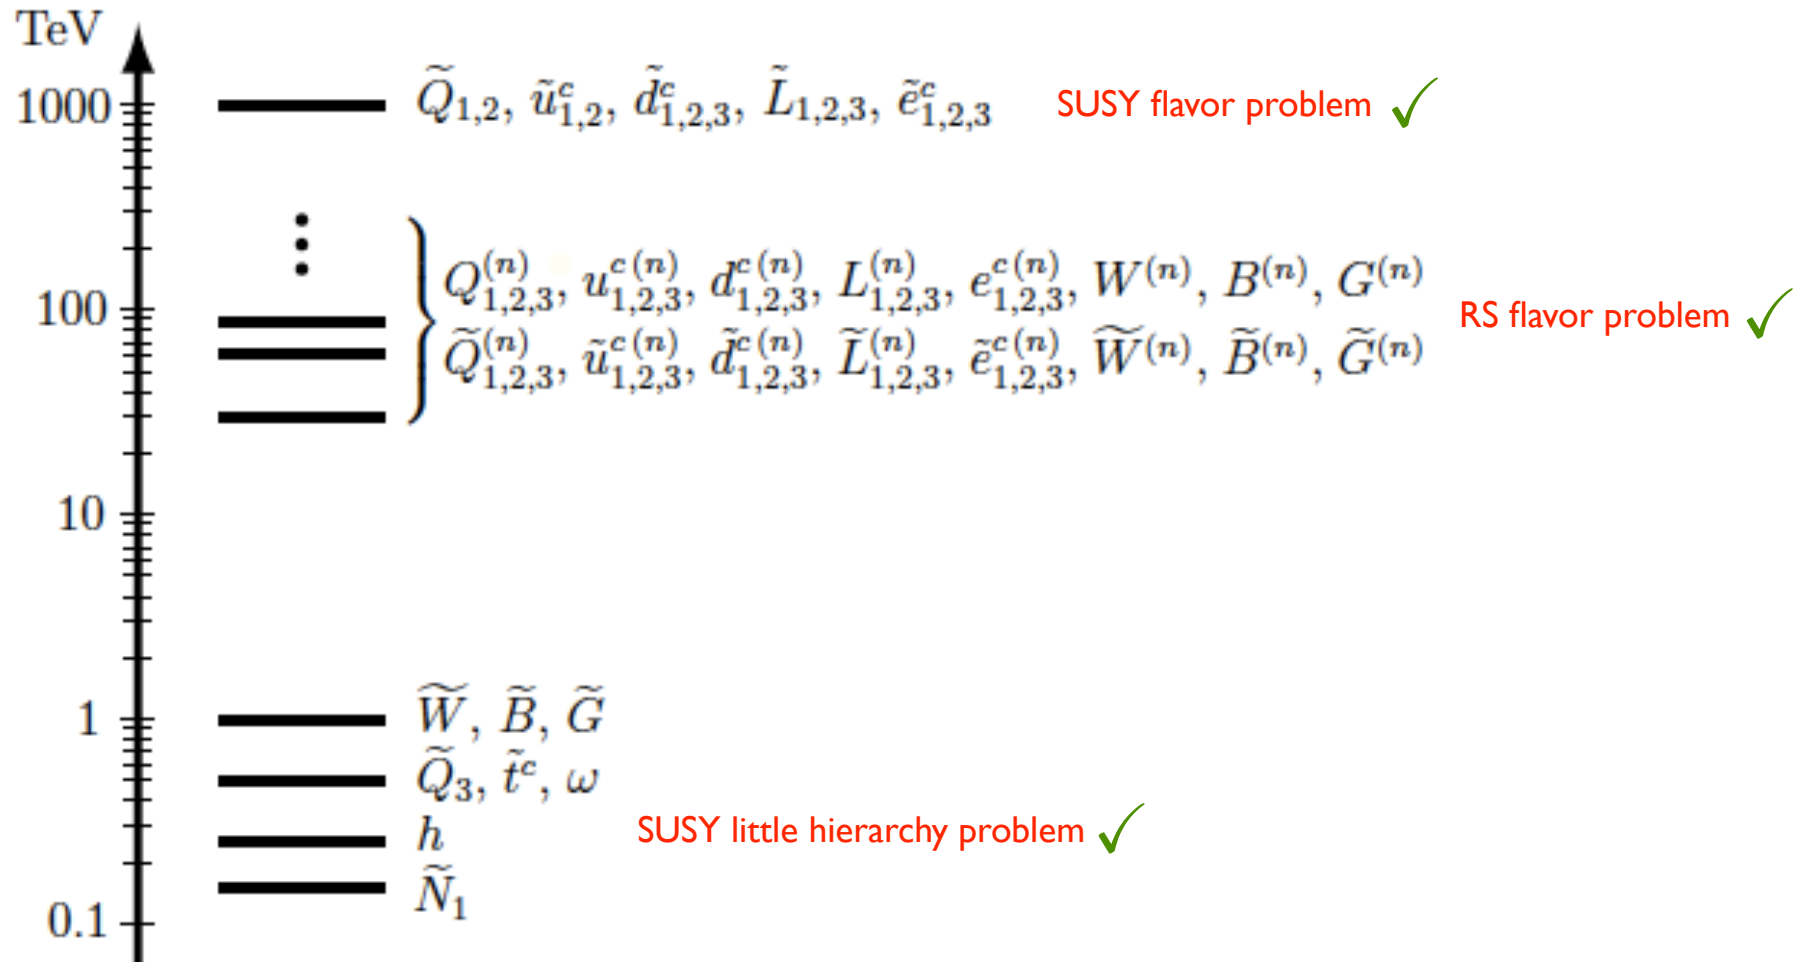 TeV
1000 Q̃₁,₂, ũᶜ₁,₂, d̃ᶜ₁,₂,₃, L̃₁,₂,₃, ẽᶜ₁,₂,₃ SUSY flavor problem ✓
Q⁽ⁿ⁾₁,₂,₃, uᶜ⁽ⁿ⁾₁,₂,₃, dᶜ⁽ⁿ⁾₁,₂,₃, L⁽ⁿ⁾₁,₂,₃, eᶜ⁽ⁿ⁾₁,₂,₃, W⁽ⁿ⁾, B⁽ⁿ⁾, G⁽ⁿ⁾
100 RS flavor problem ✓
Q̃⁽ⁿ⁾₁,₂,₃, ũᶜ⁽ⁿ⁾₁,₂,₃, d̃ᶜ⁽ⁿ⁾₁,₂,₃, L̃⁽ⁿ⁾₁,₂,₃, ẽᶜ⁽ⁿ⁾₁,₂,₃, W̃⁽ⁿ⁾, B̃⁽ⁿ⁾, G̃⁽ⁿ⁾
10
1 W̃, B̃, G̃
Q̃₃, t̃ᶜ, ω
h SUSY little hierarchy problem ✓
Ñ₁
0.1